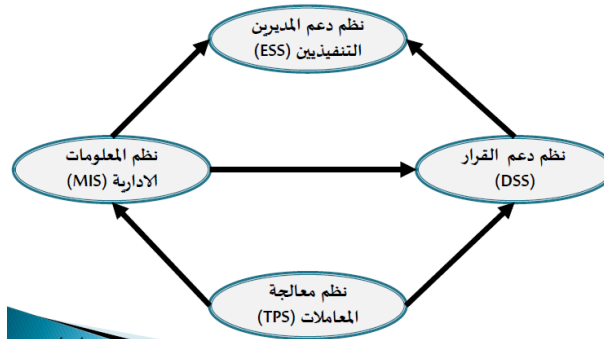 نظم دعم المديرين
التنفيذيين (ESS)
نظم المعلومات
الادارية (MIS)
نظم دعم القرار
(DSS)
نظم معالجة
المعاملات (TPS)